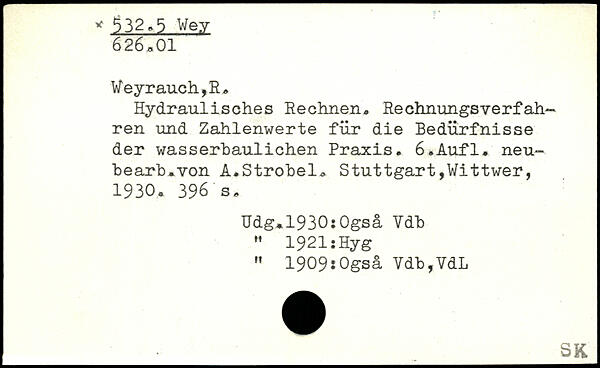 * 532.5 Wey
626.01
Weyrauch,R.
Hydraulisches Rechnen. Rechnungsverfah-
ren und Zahlenwerte für die Bedürfnisse
der wasserbaulichen Praxis. 6.Aufl. neu-
bearb.von A.Strobel. Stuttgart,Wittwer,
1930. 396 s.
Udg.1930:Også Vdb
" 1921:Hyg
" 1909:Også Vdb,VdL
SK